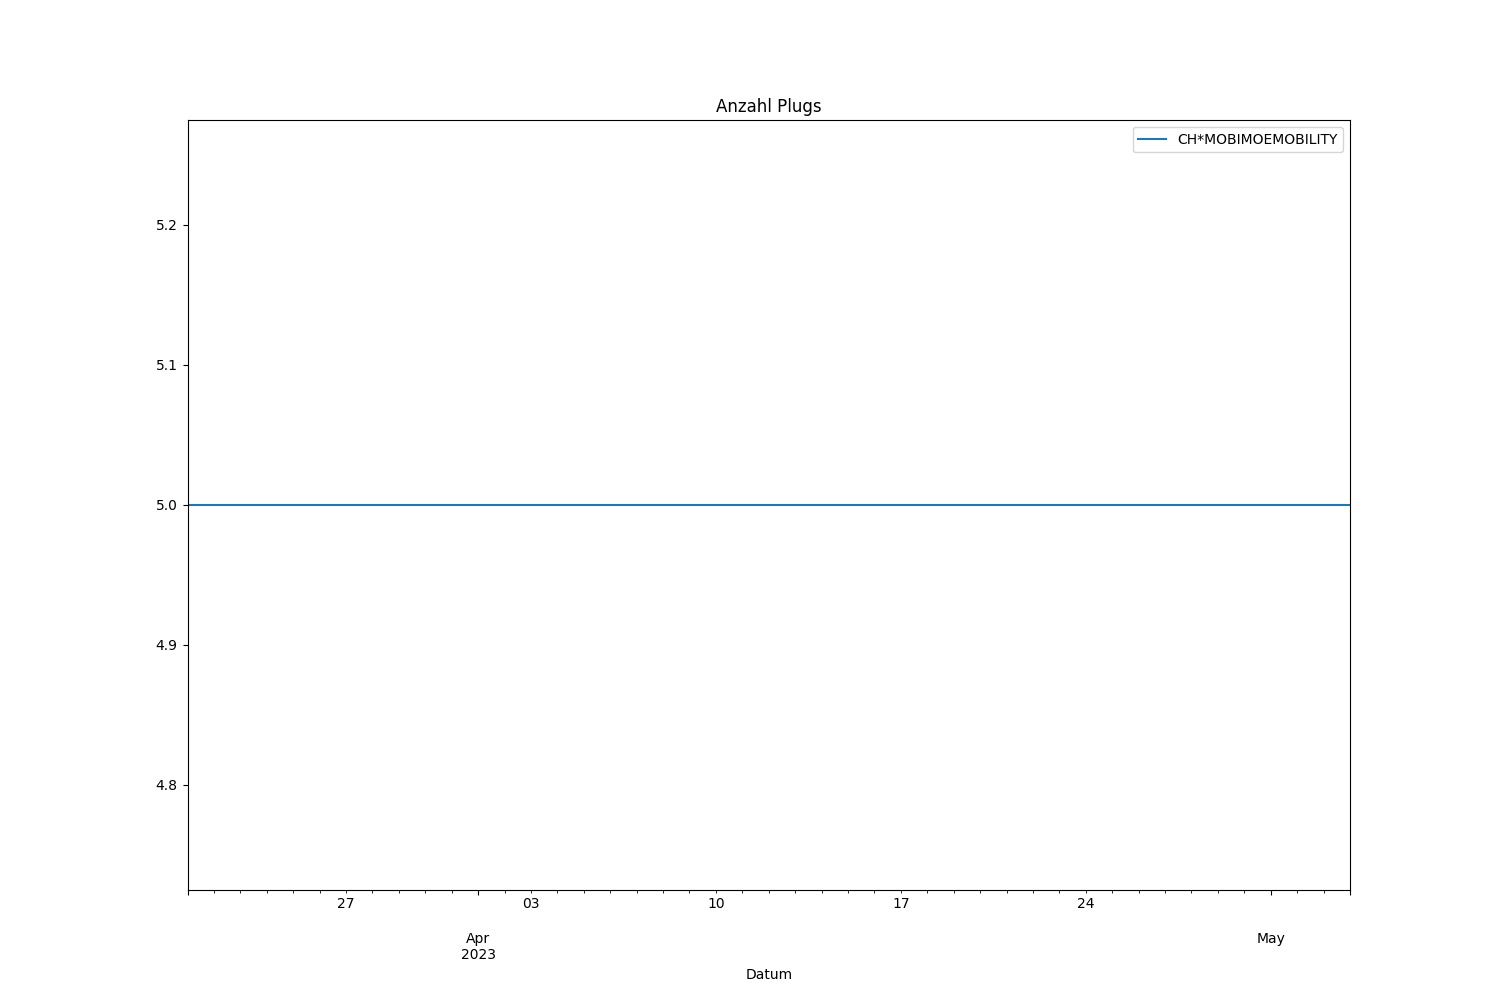 Anzahl Plugs
CH*MOBIMOEMOBILITY
5.2
5.1
5.0
4.9
4.8
27 03 10 17 24
Apr May
2023
Datum